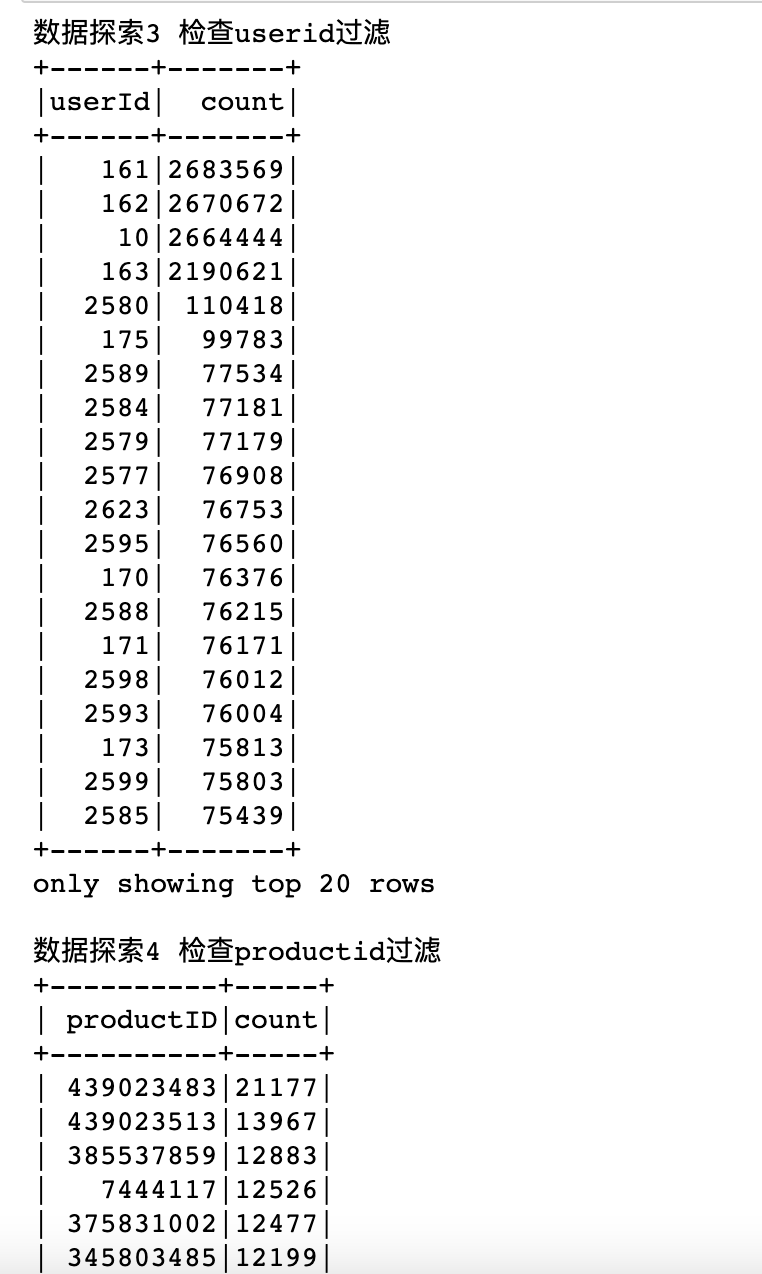 数据探索3 检查userid过滤
+------+-------+
|userId|  count|
+------+-------+
|   161|2683569|
|   162|2670672|
|    10|2664444|
|   163|2190621|
|  2580| 110418|
|   175|  99783|
|  2589|  77534|
|  2584|  77181|
|  2579|  77179|
|  2577|  76908|
|  2623|  76753|
|  2595|  76560|
|   170|  76376|
|  2588|  76215|
|   171|  76171|
|  2598|  76012|
|  2593|  76004|
|   173|  75813|
|  2599|  75803|
|  2585|  75439|
+------+-------+
only showing top 20 rows
数据探索4 检查productid过滤
+----------+-----+
| productID|count|
+----------+-----+
| 439023483|21177|
| 439023513|13967|
| 385537859|12883|
|   7444117|12526|
| 375831002|12477|
| 345803485|12199|